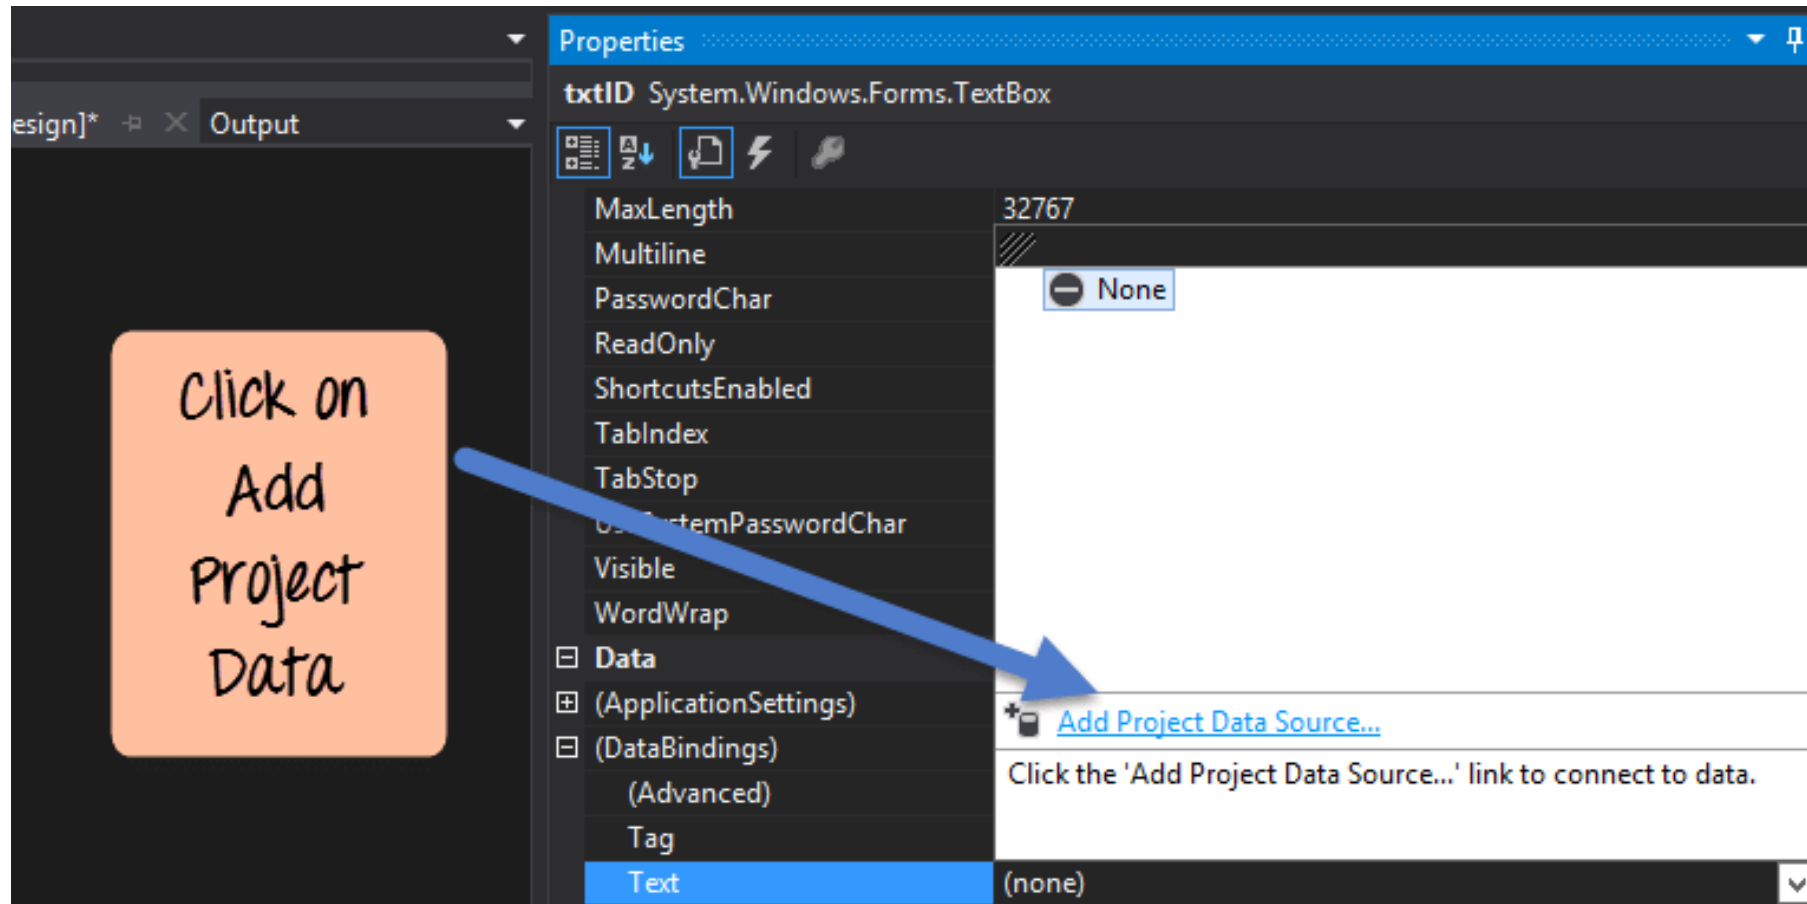 Properties
txtID System.Windows.Forms.TextBox
esign]* Output
MaxLength 32767
Multiline
None
PasswordChar
ReadOnly
ShortcutsEnabled
TabIndex
TabStop
Visible
WordWrap
Data
(ApplicationSettings)
Add Project Data Source...
(DataBindings)
Click the 'Add Project Data Source...' link to connect to data.
(Advanced)
Tag
Text (none)
Click on
Add
Project
Data